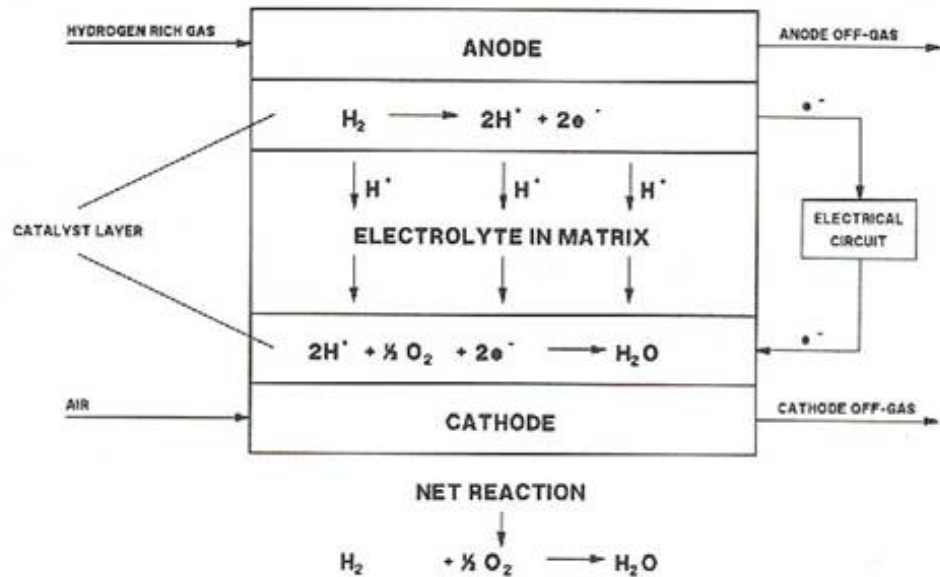 HYDROGEN RICH GAS
ANODE
ANODE OFF-GAS
H₂ ⟶ 2H⁺ + 2e⁻
e⁻
H⁺ H⁺ H⁺
CATALYST LAYER
ELECTROLYTE IN MATRIX
ELECTRICAL
CIRCUIT
2H⁺ + ½ O₂ + 2e⁻ ⟶ H₂O
e⁻
AIR
CATHODE
CATHODE OFF-GAS
NET REACTION
H₂ + ½ O₂ ⟶ H₂O